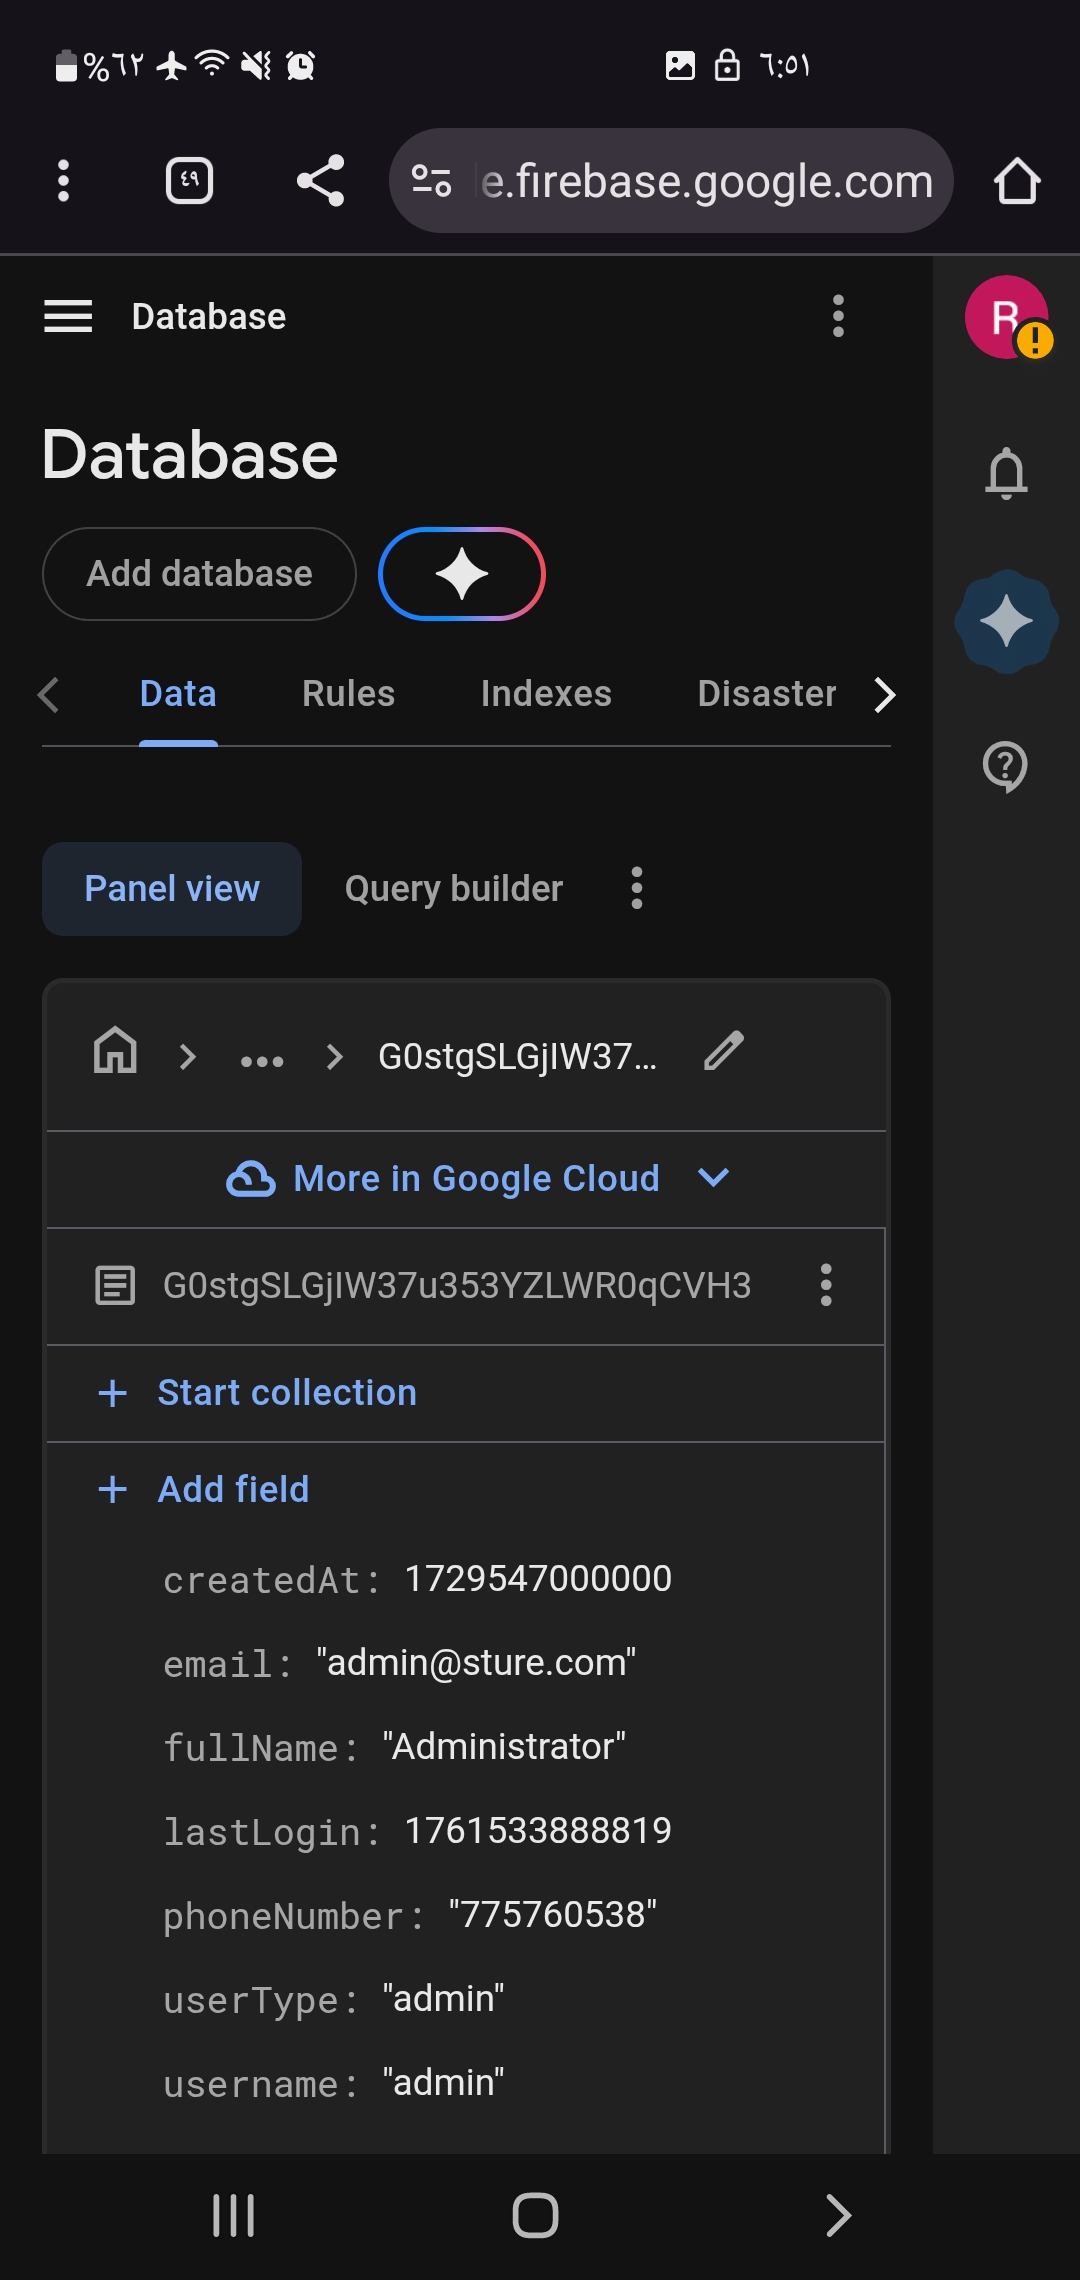 %٦٢ ٦:٥١
٤٩ e.firebase.google.com
Database
R
Database
Add database
Data Rules Indexes Disaster
Panel view Query builder
... G0stgSLGjIW37...
More in Google Cloud
G0stgSLGjIW37u353YZLWR0qCVH3
+ Start collection
+ Add field
createdAt: 1729547000000
email: "admin@sture.com"
fullName: "Administrator"
lastLogin: 1761533888819
phoneNumber: "775760538"
userType: "admin"
username: "admin"